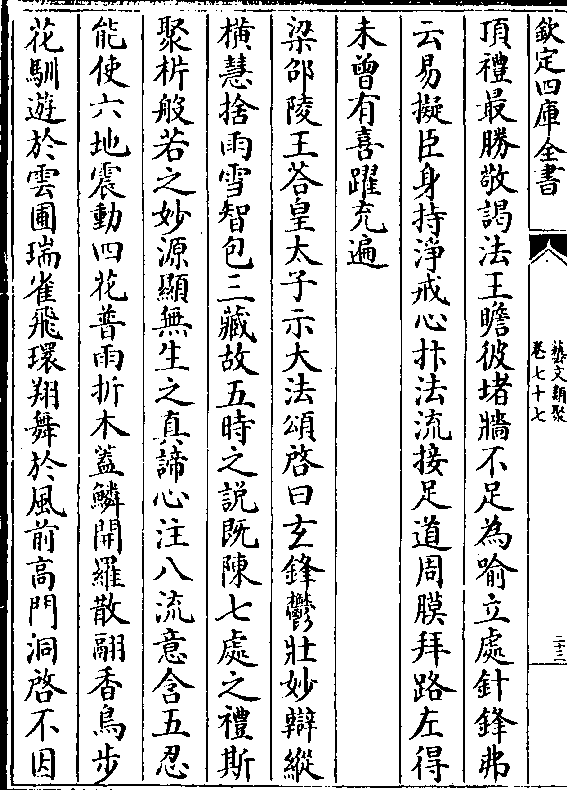 欽定四庫全書
藝文類聚
卷七十七
二十三
頂禮最勝敬謁法王瞻彼堵牆不足為喻立處針鋒弗
云易擬臣身持淨戒心抃法流接足道周膜拜路左得
未曾有喜躍充遍
梁邵陵王荅皇太子示大法頌啓曰玄鋒鬱壯妙辯縱
橫慧捨雨雪智包三藏故五時之説既陳七處之禮斯
聚析般若之妙源顯無生之真諦心注八流意含五忍
能使六地震動四花普雨折木蓋鱗開羅散翮香鳥步
花馴遊於雲圃瑞雀飛環翔舞於風前高門洞啓不因